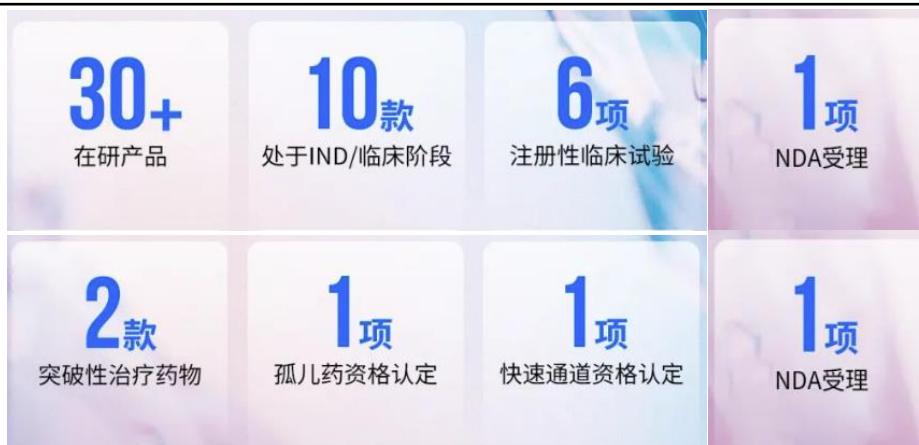 30+
在研产品
10款
处于IND/临床阶段
6项
注册性临床试验
1项
NDA受理
2款
突破性治疗药物
1项
孤儿药资格认定
1项
快速通道资格认定
1项
NDA受理